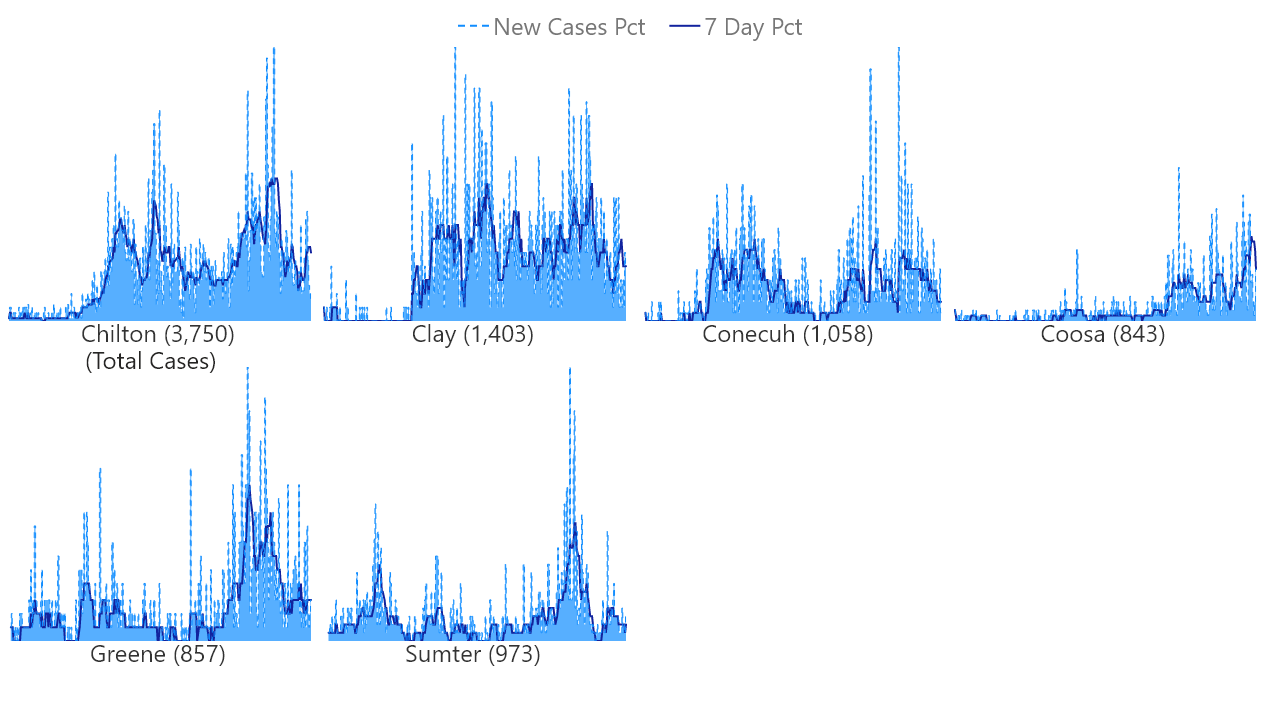 New Cases Pct 7 Day Pct
Chilton (3,750) Clay (1,403) Conecuh (1,058) Coosa (843)
(Total Cases)
Greene (857) Sumter (973)